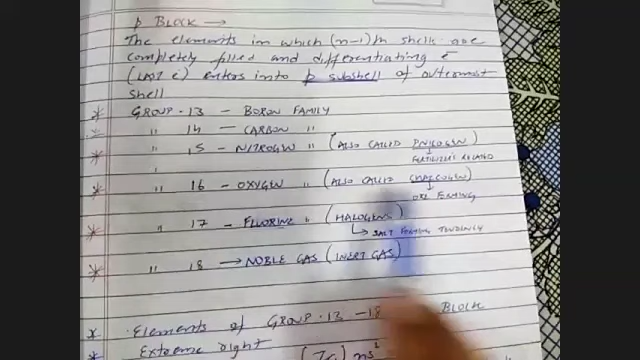 p BLOCK →
The elements in which (n-1)th shell are
completely filled and differentiating e
(LAST e) enters into p subshell of outermost
shell
* GROUP.13 - BORON FAMILY
" 14 - CARBON "
* " 15 - NITROGEN " (ALSO CALLED PNICOGEN)
FERTILIZERS RELATED
* " 16 - OXYGEN " (ALSO CALLED CHALCOGEN)
ORE FORMING
* " 17 - FLUORINE " (HALOGENS)
SALT FORMING TENDENCY
* " 18 → NOBLE GAS (INERT GAS)
* Elements of GROUP.13 -18 BLOCK
Extreme right
ns²